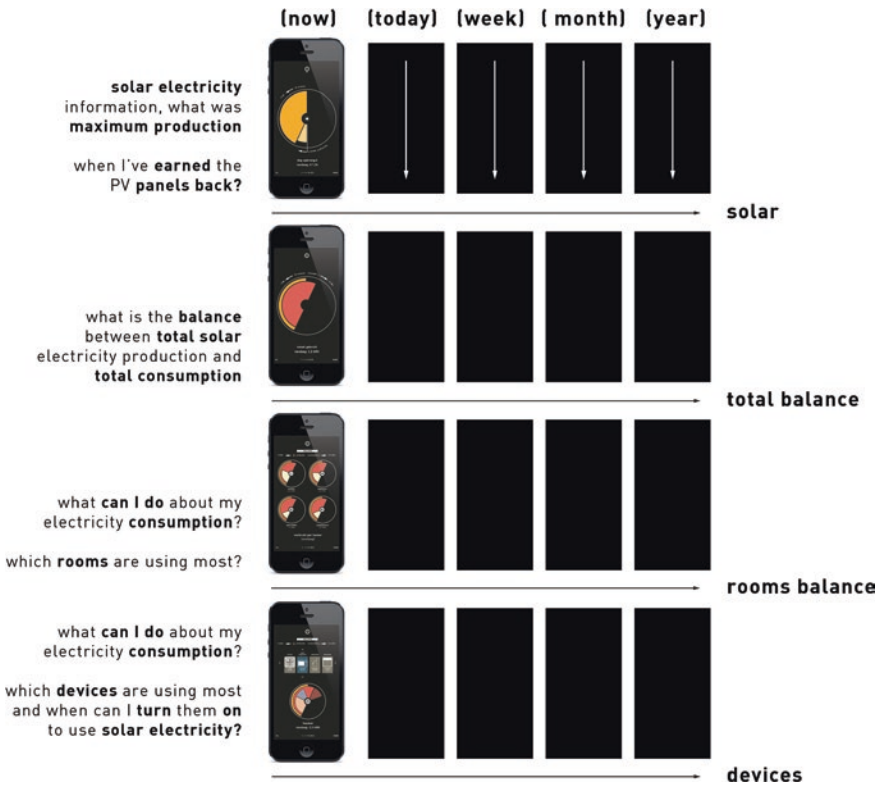 (now) (today) (week) ( month) (year)
solar electricity
information, what was
maximum production
when I've earned the
PV panels back?
solar
what is the balance
between total solar
electricity production and
total consumption
total balance
what can I do about my
electricity consumption?
which rooms are using most?
rooms balance
what can I do about my
electricity consumption?
which devices are using most
and when can I turn them on
to use solar electricity?
devices